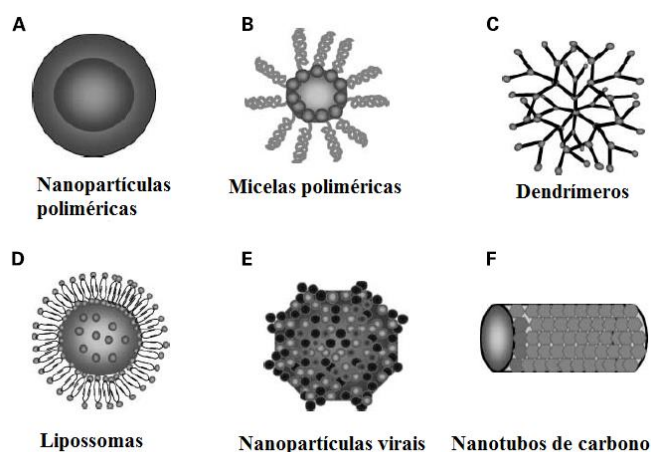 A
B
C
Nanopartículas
poliméricas
Micelas poliméricas
Dendrímeros
D
E
F
Lipossomas
Nanopartículas virais
Nanotubos de carbono